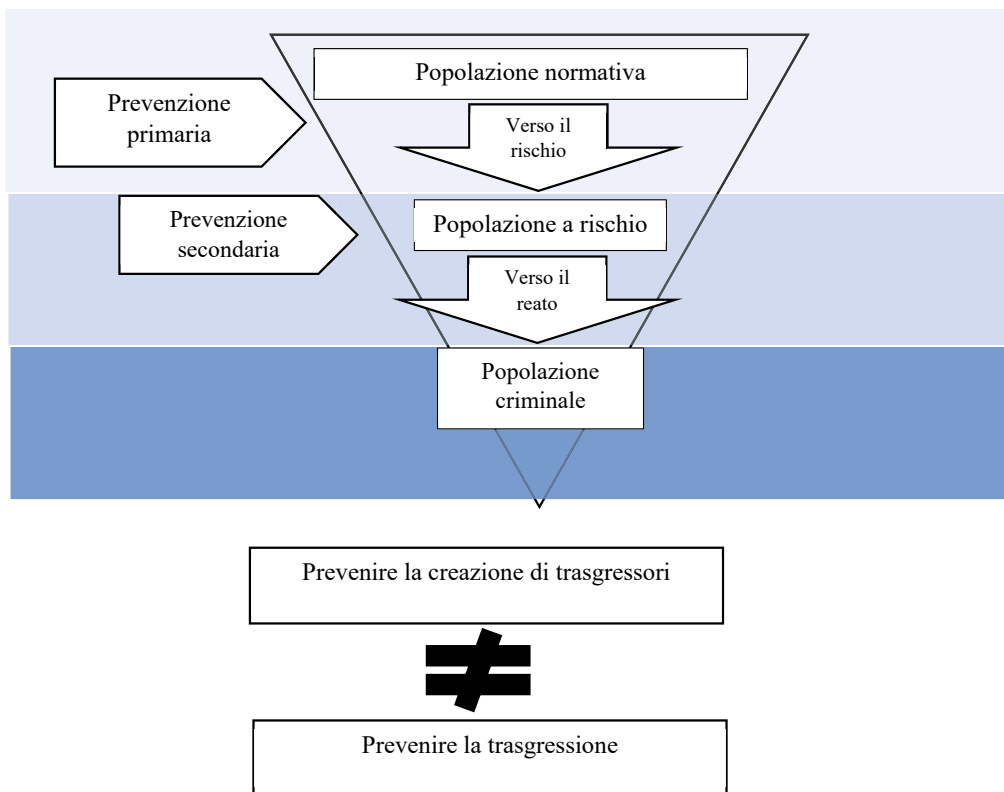 Popolazione normativa
Prevenzione
primaria
Verso il
rischio
Prevenzione
secondaria
Popolazione a rischio
Verso il
reato
Popolazione
criminale
Prevenire la creazione di trasgressori
≠
Prevenire la trasgressione